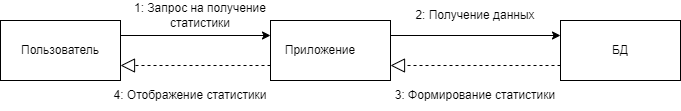 1: Запрос на получение
статистики
2: Получение данных
Пользователь
Приложение
БД
4: Отображение статистики
3: Формирование статистики